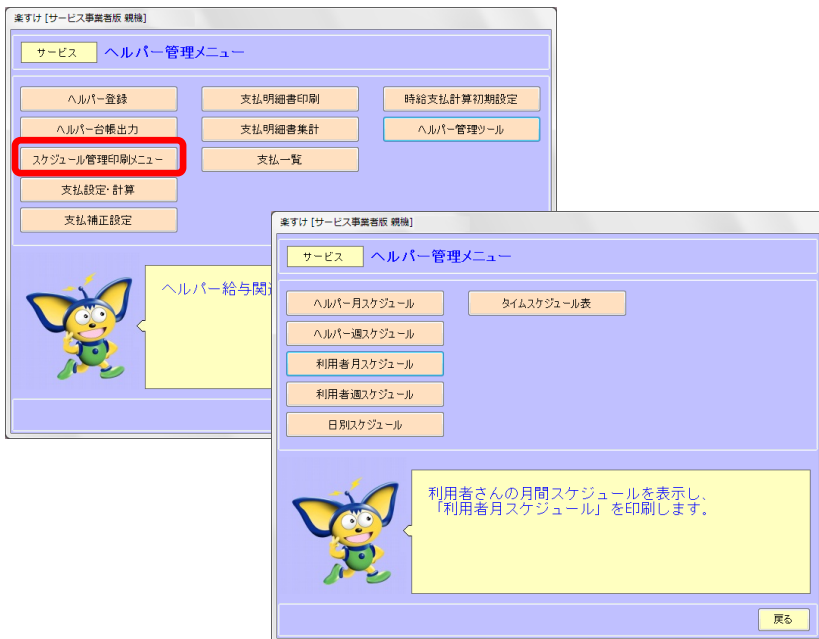 楽すけ [サービス事業者版 親機]
サービス ヘルパー管理メニュー
ヘルパー登録 支払明細書印刷 時給支払計算初期設定
ヘルパー台帳出力 支払明細書集計 ヘルパー管理ツール
スケジュール管理印刷メニュー 支払一覧
支払設定・計算
支払補正設定
ヘルパー給与関
楽すけ [サービス事業者版 親機]
サービス ヘルパー管理メニュー
ヘルパー月スケジュール タイムスケジュール表
ヘルパー週スケジュール
利用者月スケジュール
利用者週スケジュール
日別スケジュール
利用者さんの月間スケジュールを表示し、
「利用者月スケジュール」を印刷します。
戻る